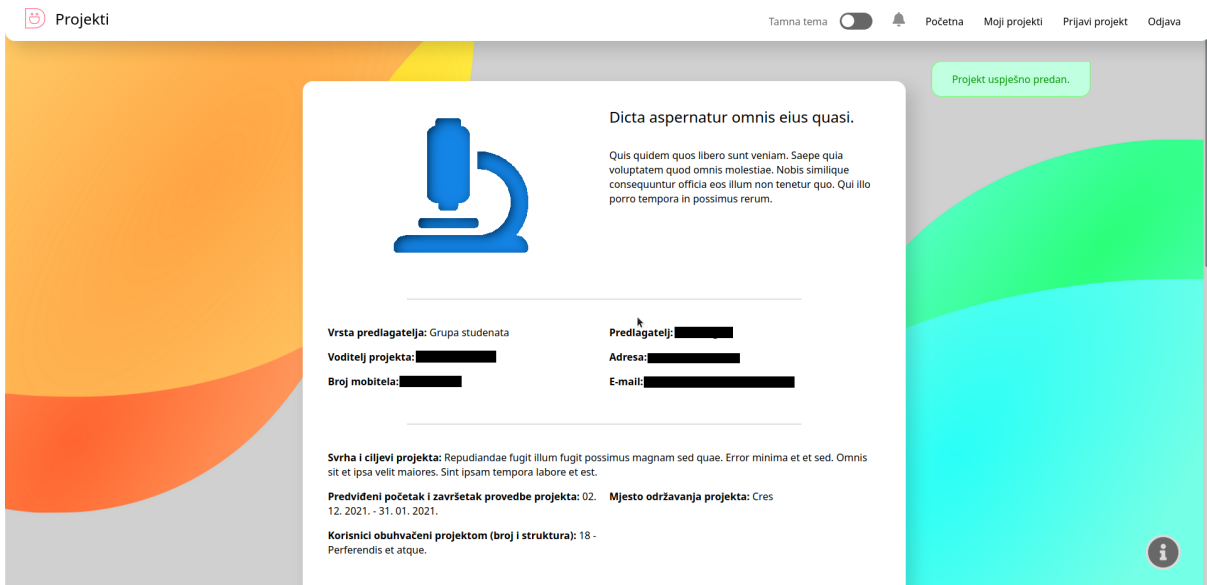 Projekti
Tamna tema
Početna
Moji projekti
Prijavi projekt
Odjava
Projekt uspješno predan.
Dicta aspernatur omnis eius quasi.
Quis quidem quos libero sunt veniam. Saepe quia
voluptatem quod omnis molestiae. Nobis similique
consequuntur officia eos illum non tenetur quo. Qui illo
porro tempora in possimus rerum.
Vrsta predlagatelja: Grupa studenata
Predlagatelj:
Voditelj projekta:
Adresa:
Broj mobitela:
E-mail:
Svrha i ciljevi projekta: Repudiandae fugit illum fugit possimus magnam sed quae. Error minima et et sed. Omnis
sit et ipsa velit maiores. Sint ipsam tempora labore et est.
Predviđeni početak i završetak provedbe projekta: 02.
12. 2021. - 31. 01. 2021.
Mjesto održavanja projekta: Cres
Korisnici obuhvačeni projektom (broj i struktura): 18 -
Perferendis et atque.